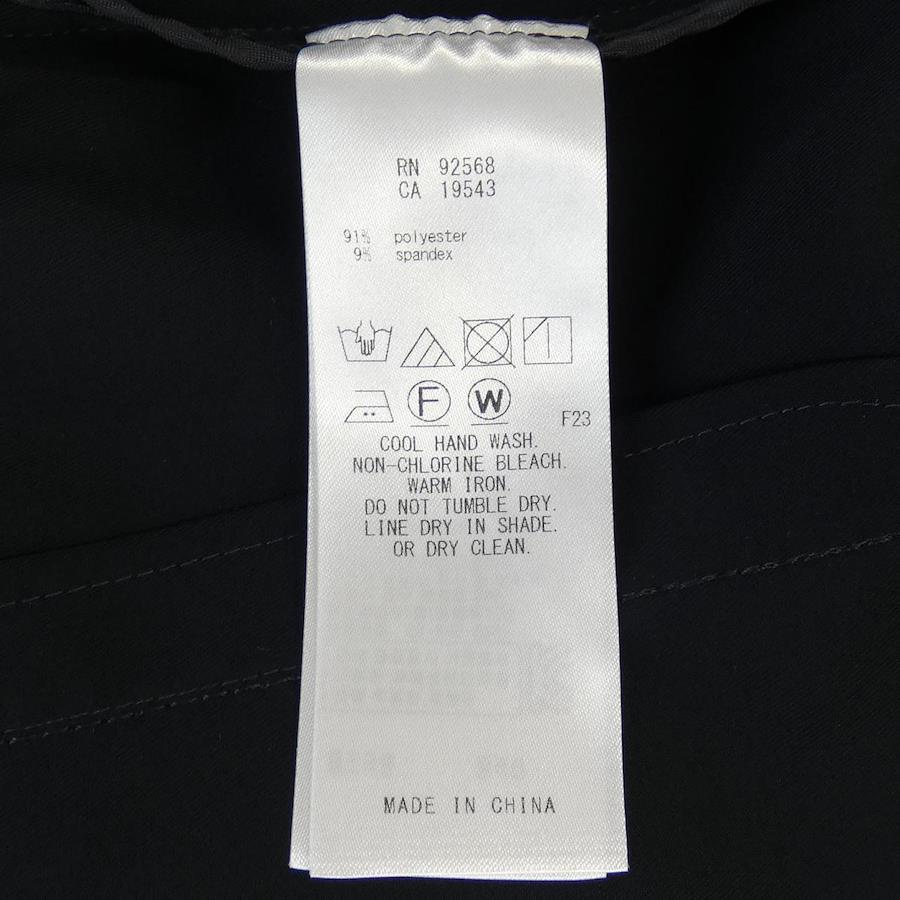 RN 92568
CA 19543
91% polyester
9% spandex
F W F23
COOL HAND WASH.
NON-CHLORINE BLEACH.
WARM IRON.
DO NOT TUMBLE DRY.
LINE DRY IN SHADE.
OR DRY CLEAN.
MADE IN CHINA